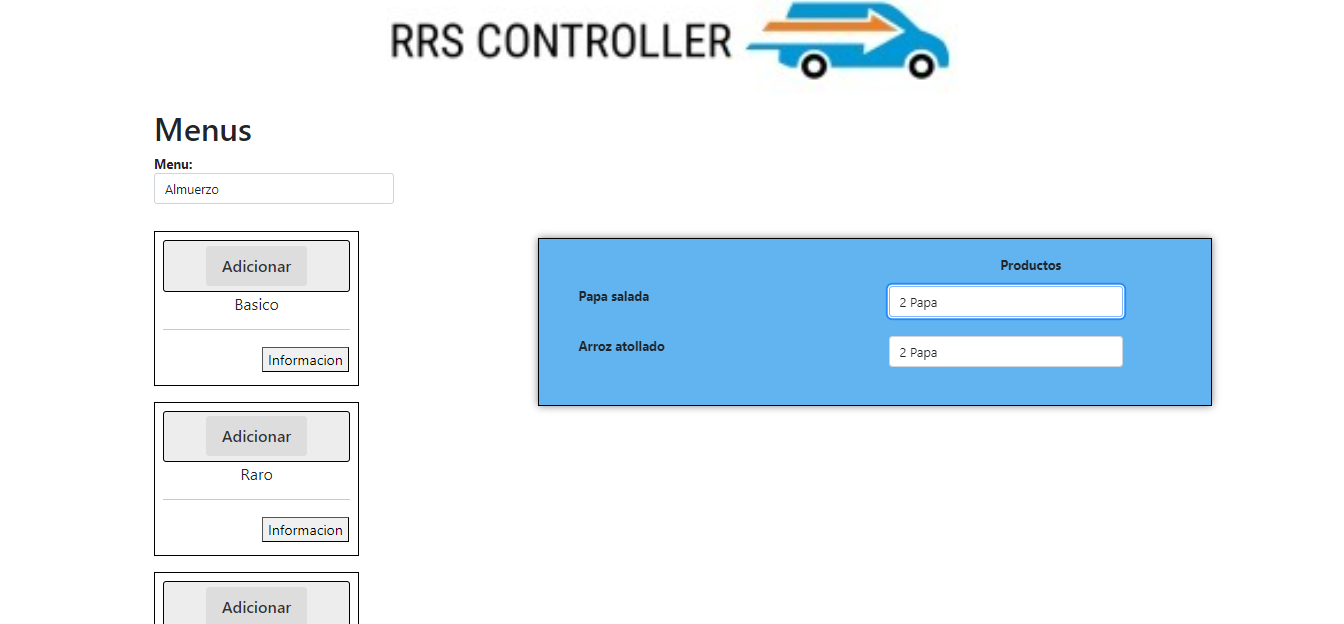 RRS CONTROLLER
Menus
Menu:
Almuerzo
Adicionar
Basico
Informacion
Adicionar
Raro
Informacion
Adicionar
Productos
Papa salada
2 Papa
Arroz atollado
2 Papa